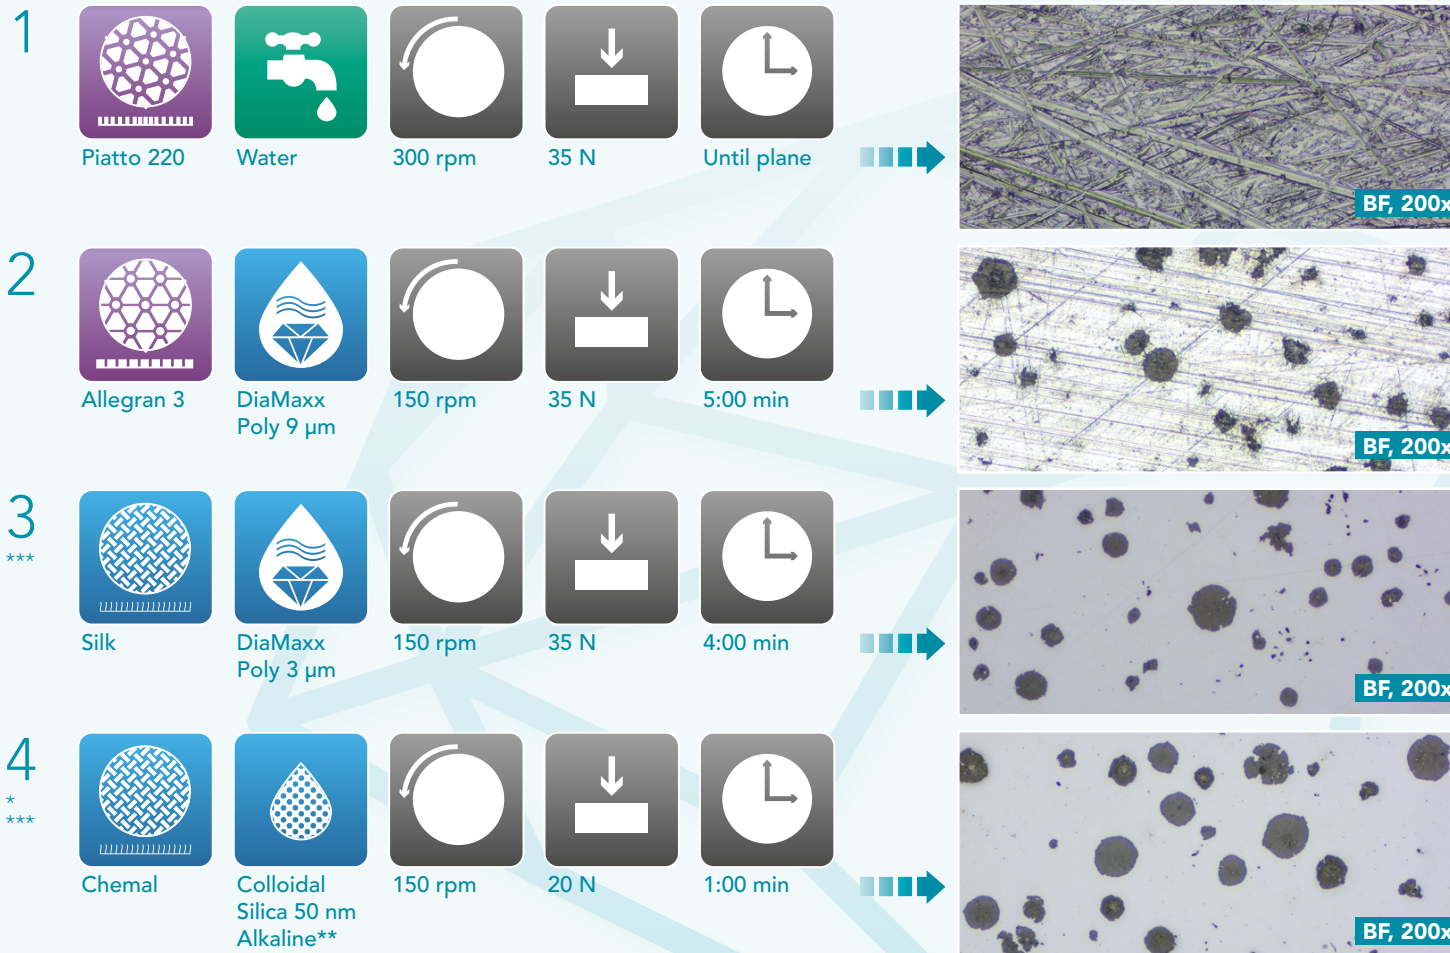 1
Piatto 220
Water
300 rpm
35 N
Until plane
BF, 200x
2
Allegran 3
DiaMaxx
Poly 9 µm
150 rpm
35 N
5:00 min
BF, 200x
3
***
Silk
DiaMaxx
Poly 3 µm
150 rpm
35 N
4:00 min
BF, 200x
4
*
***
Chemal
Colloidal
Silica 50 nm
Alkaline**
150 rpm
20 N
1:00 min
BF, 200x